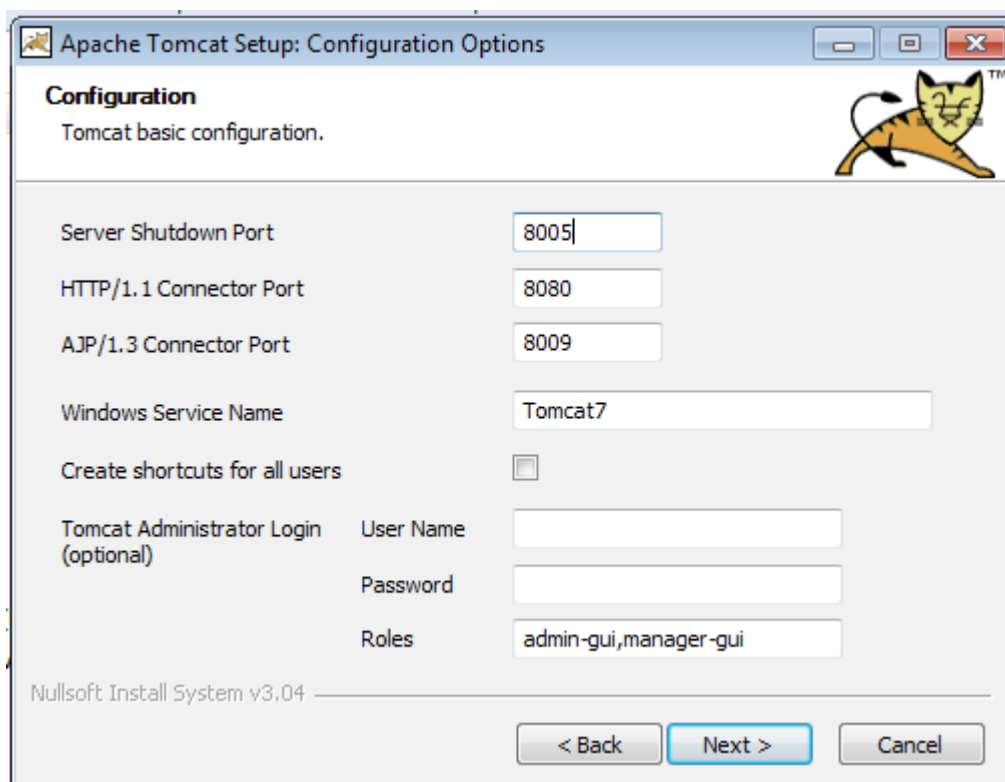 Apache Tomcat Setup: Configuration Options
Configuration
Tomcat basic configuration.
TM
Server Shutdown Port 8005
HTTP/1.1 Connector Port 8080
AJP/1.3 Connector Port 8009
Windows Service Name Tomcat7
Create shortcuts for all users
Tomcat Administrator Login User Name
(optional)
Password
Roles admin-gui,manager-gui
Nullsoft Install System v3.04
< Back Next > Cancel